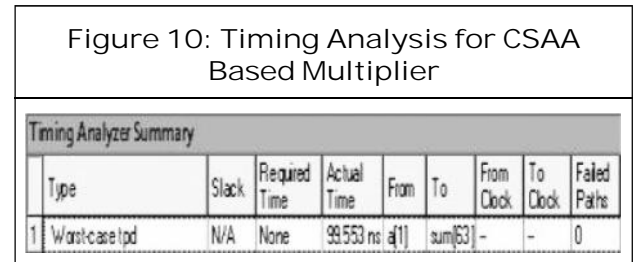 Figure 10: Timing Analysis for CSAA
Based Multiplier
Timing Analyzer Summary
Type Slack Required Time Actual Time From To From Clock To Clock Failed Paths
1 Worst-case tpd N/A None 99.553 ns a[1] sum[63] – – 0